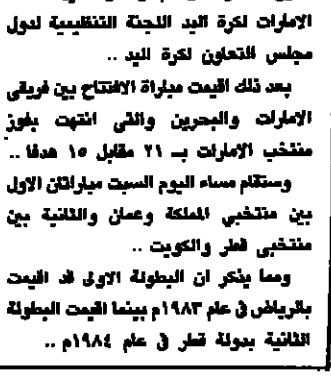 الامارات لكرة اليد اللجنة التنظيمية لدول
مجلس التعاون لكرة اليد ..
بعد ذلك اقيمت مباراة الافتتاح بين فريقي
الامارات والبحرين والتي انتهت بفوز
منتخب الامارات بـ ٢١ مقابل ١٥ هدفا ..
وستقام مساء اليوم السبت مباراتان الاولى
بين منتخبي المملكة وعمان والثانية بين
منتخبى قطر والكويت ..
ومما يذكر ان البطولة الاولى قد اقيمت
بالرياض في عام ١٩٨٣م بينما اقيمت البطولة
الثانية بدولة قطر في عام ١٩٨٤م ..